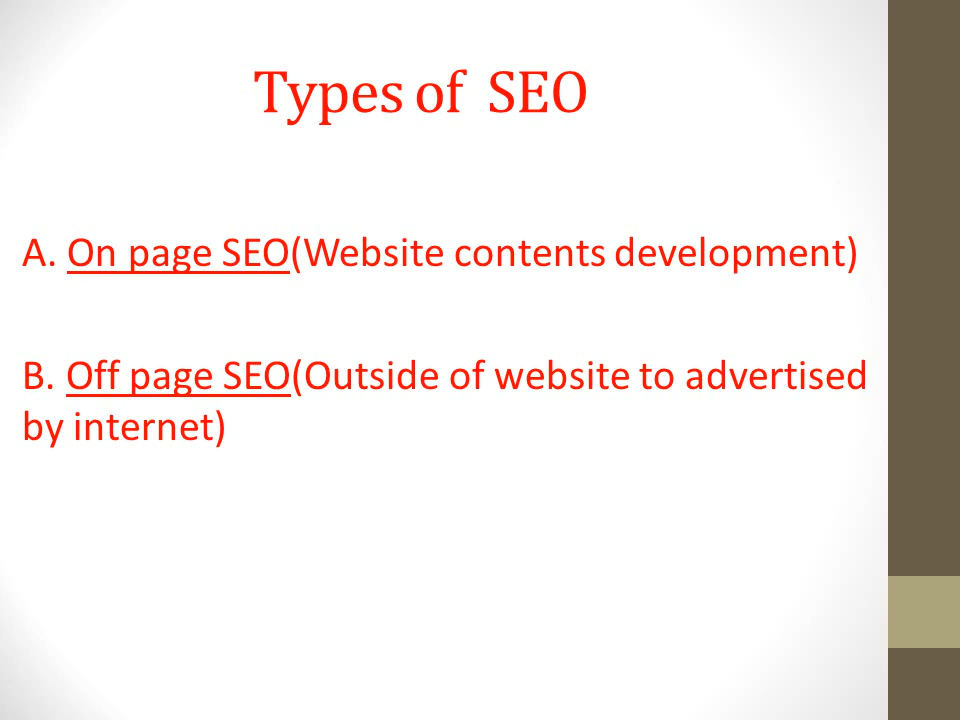 Types of  SEO
A. On page SEO(Website contents development)
B. Off page SEO(Outside of website to advertised
by internet)